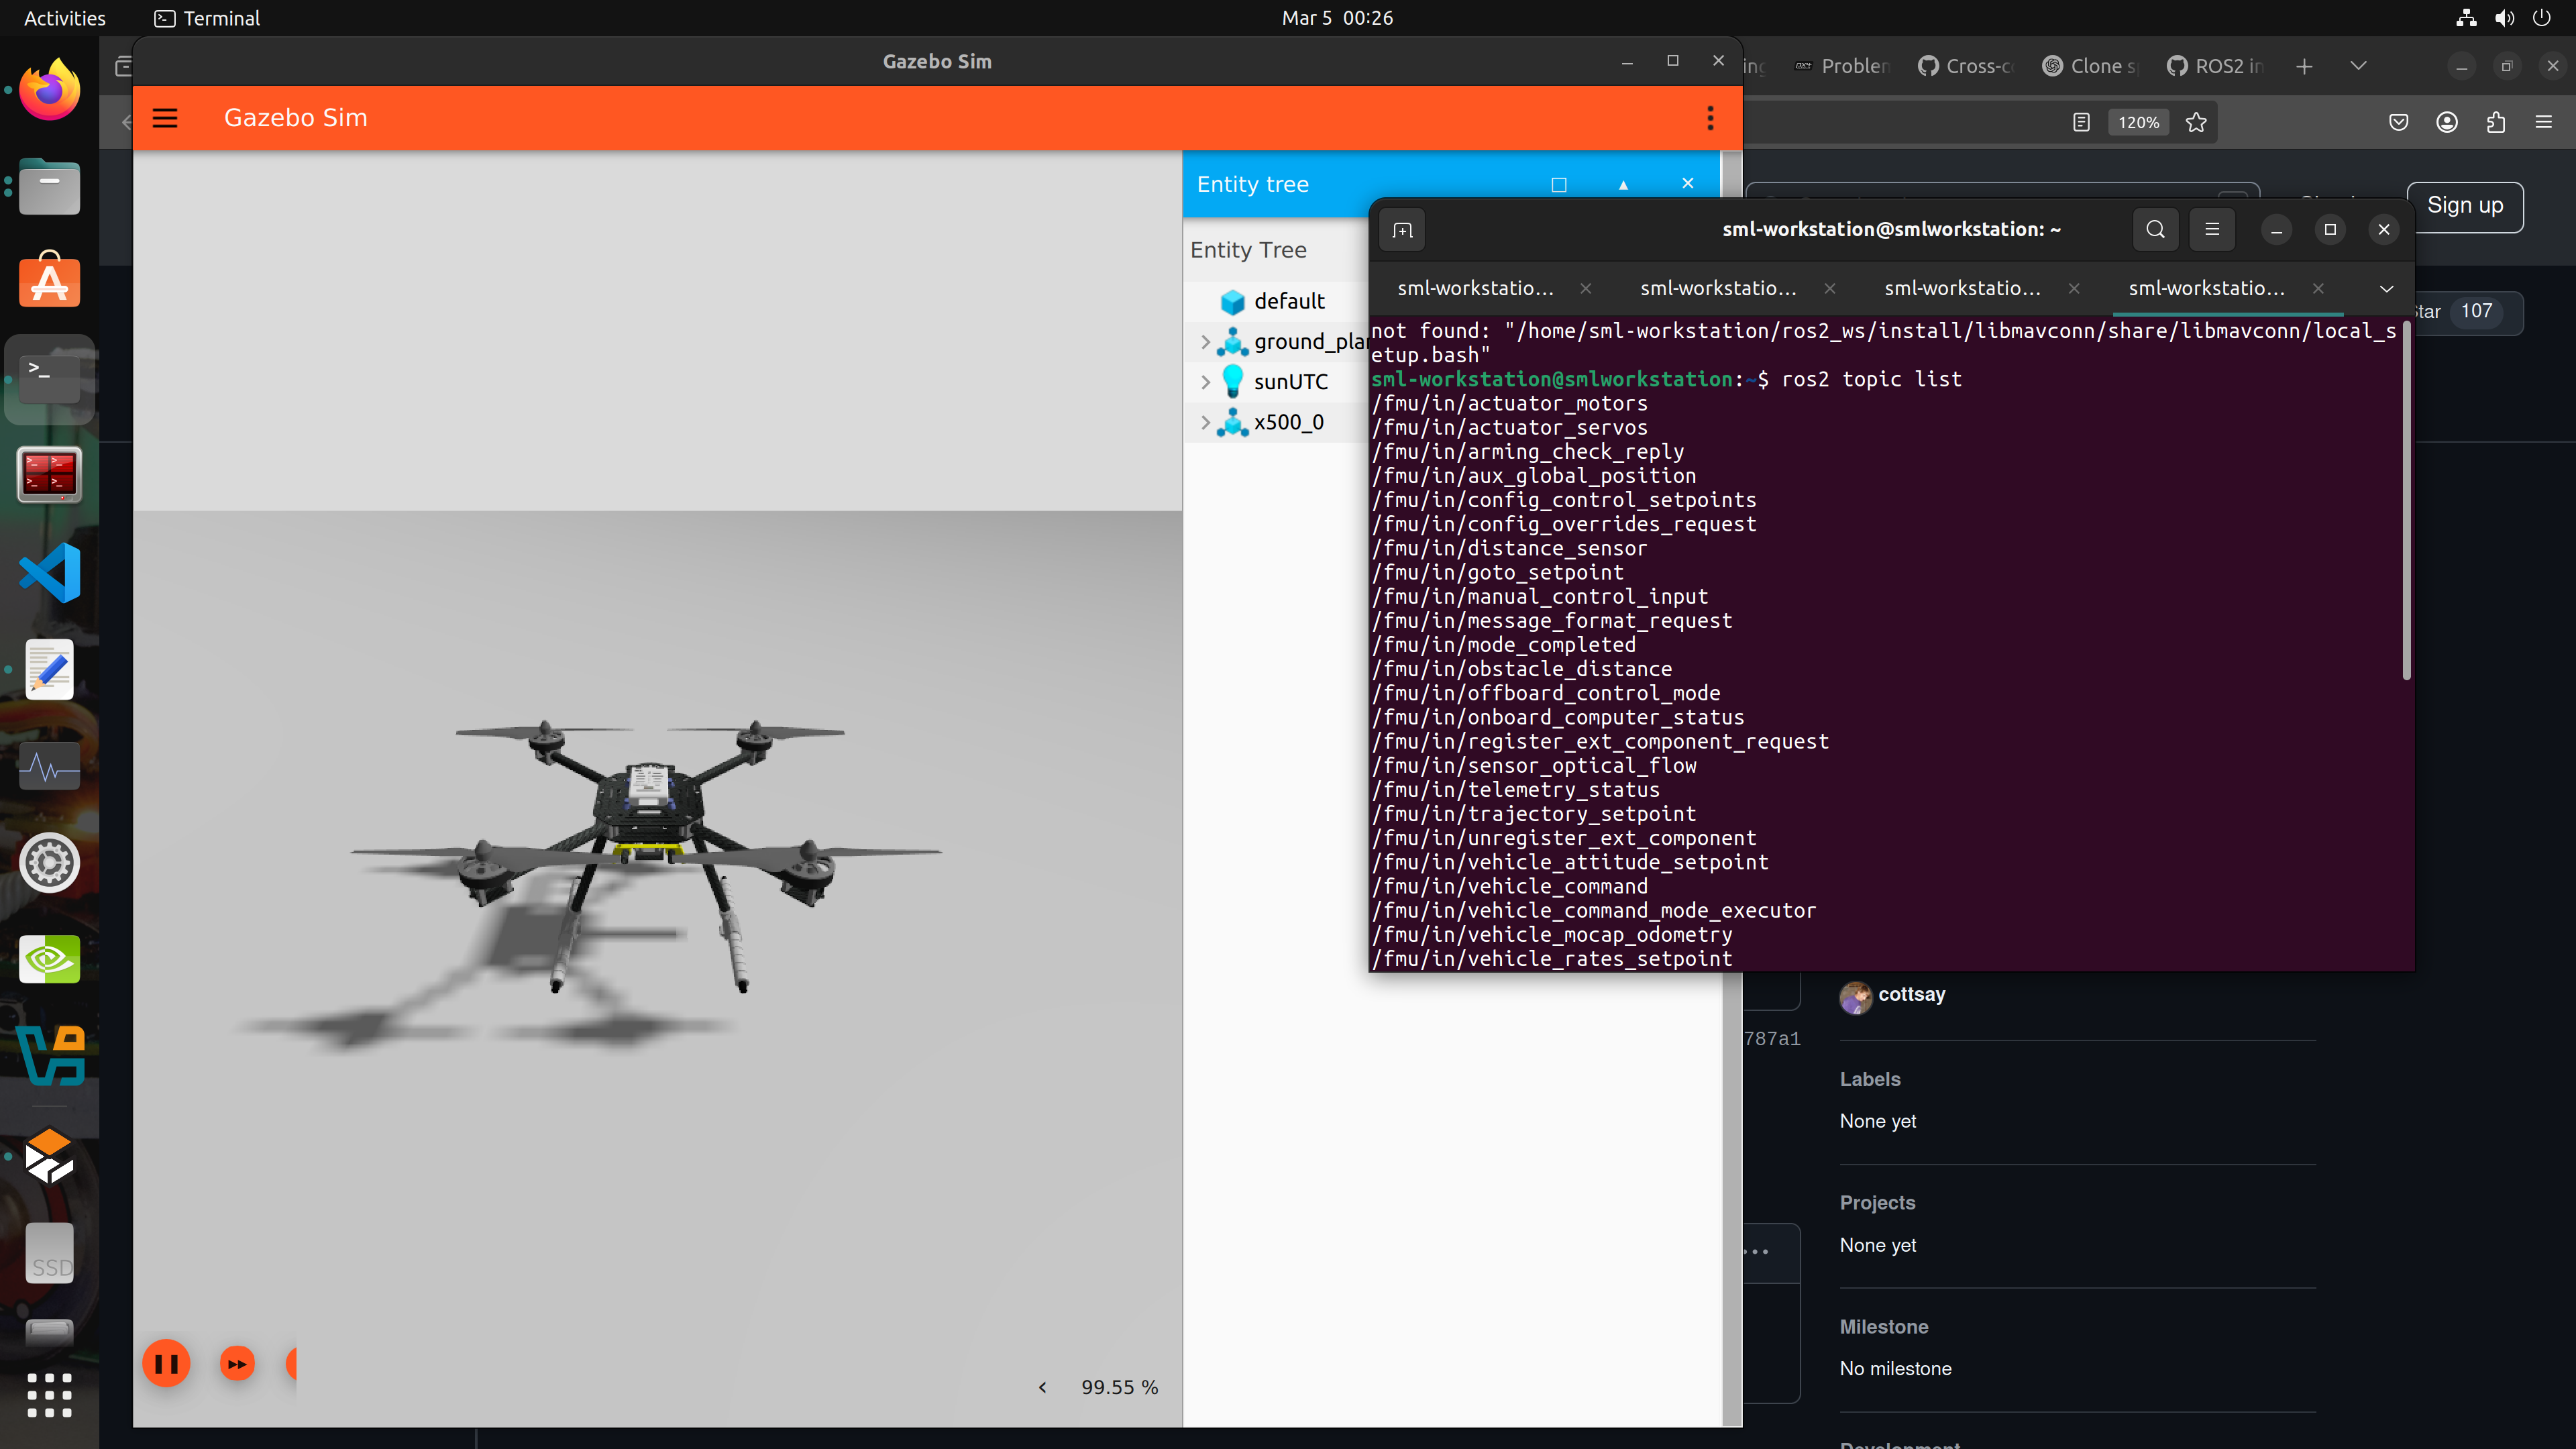 Activities
Terminal
Mar 5 00:26
Gazebo Sim
Problem
Cross-c
Clone s
ROS2 in
Gazebo Sim
120%
Entity tree
Sign up
Entity Tree
default
ground_pla
sunUTC
x500_0
sml-workstation@smlworkstation: ~
sml-workstatio...
sml-workstatio...
sml-workstatio...
sml-workstatio...
107
not found: "/home/sml-workstation/ros2_ws/install/libmavconn/share/libmavconn/local_s
etup.bash"
sml-workstation@smlworkstation:~$ ros2 topic list
/fmu/in/actuator_motors
/fmu/in/actuator_servos
/fmu/in/arming_check_reply
/fmu/in/aux_global_position
/fmu/in/config_control_setpoints
/fmu/in/config_overrides_request
/fmu/in/distance_sensor
/fmu/in/goto_setpoint
/fmu/in/manual_control_input
/fmu/in/message_format_request
/fmu/in/mode_completed
/fmu/in/obstacle_distance
/fmu/in/offboard_control_mode
/fmu/in/onboard_computer_status
/fmu/in/register_ext_component_request
/fmu/in/sensor_optical_flow
/fmu/in/telemetry_status
/fmu/in/trajectory_setpoint
/fmu/in/unregister_ext_component
/fmu/in/vehicle_attitude_setpoint
/fmu/in/vehicle_command
/fmu/in/vehicle_command_mode_executor
/fmu/in/vehicle_mocap_odometry
/fmu/in/vehicle_rates_setpoint
cottsay
787a1
Labels
None yet
Projects
None yet
Milestone
No milestone
SSD
99.55 %